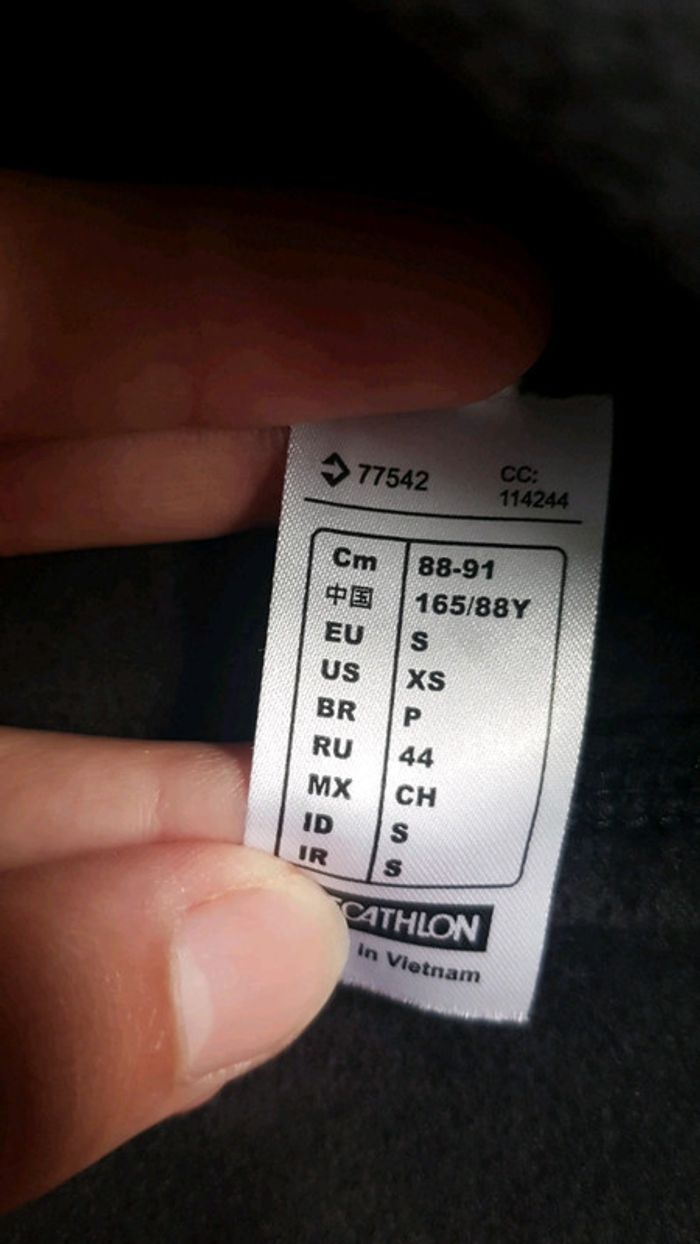 77542 CC:
114244
Cm 88-91
中国 165/88Y
EU S
US XS
BR P
RU 44
MX CH
ID S
IR S
CATHLON
in Vietnam